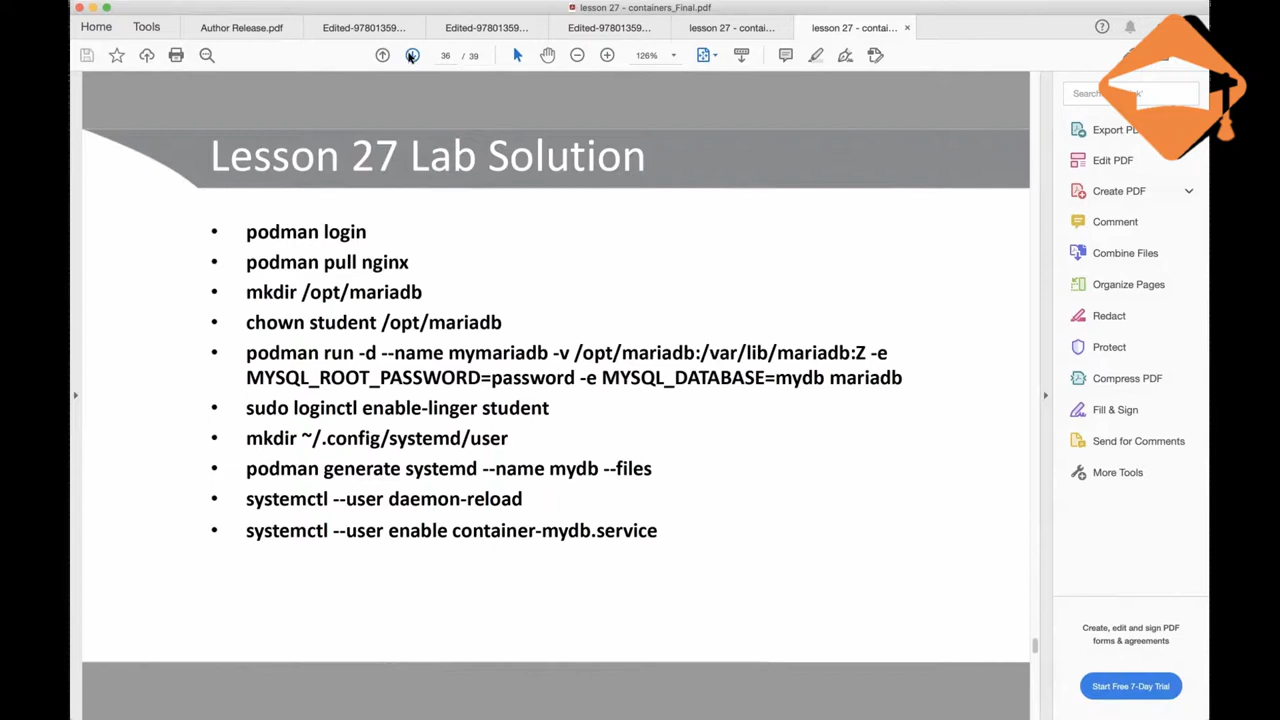 lesson 27 - containers_Final.pdf
Home
Tools
Author Release.pdf
Edited-97801359...
Edited-97801359...
Edited-97801359...
lesson 27 - contai...
lesson 27 - contai... ×
36 / 39
126%
Lesson 27 Lab Solution
• podman login
• podman pull nginx
• mkdir /opt/mariadb
• chown student /opt/mariadb
• podman run -d --name mymariadb -v /opt/mariadb:/var/lib/mariadb:Z -e
MYSQL_ROOT_PASSWORD=password -e MYSQL_DATABASE=mydb mariadb
• sudo loginctl enable-linger student
• mkdir ~/.config/systemd/user
• podman generate systemd --name mydb --files
• systemctl --user daemon-reload
• systemctl --user enable container-mydb.service
Export
Edit PDF
Create PDF
Comment
Combine Files
Organize Pages
Redact
Protect
Compress PDF
Fill & Sign
Send for Comments
More Tools
Create, edit and sign PDF
forms & agreements
Start Free 7-Day Trial